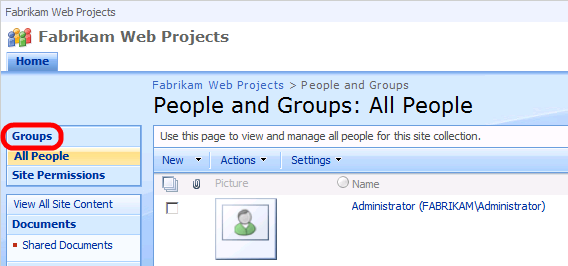 Fabrikam Web Projects
Fabrikam Web Projects
Home
Fabrikam Web Projects > People and Groups
People and Groups: All People
Groups
All People
Site Permissions
View All Site Content
Documents
Shared Documents
Use this page to view and manage all people for this site collection.
New Actions Settings
Picture Name
Administrator (FABRIKAM\Administrator)